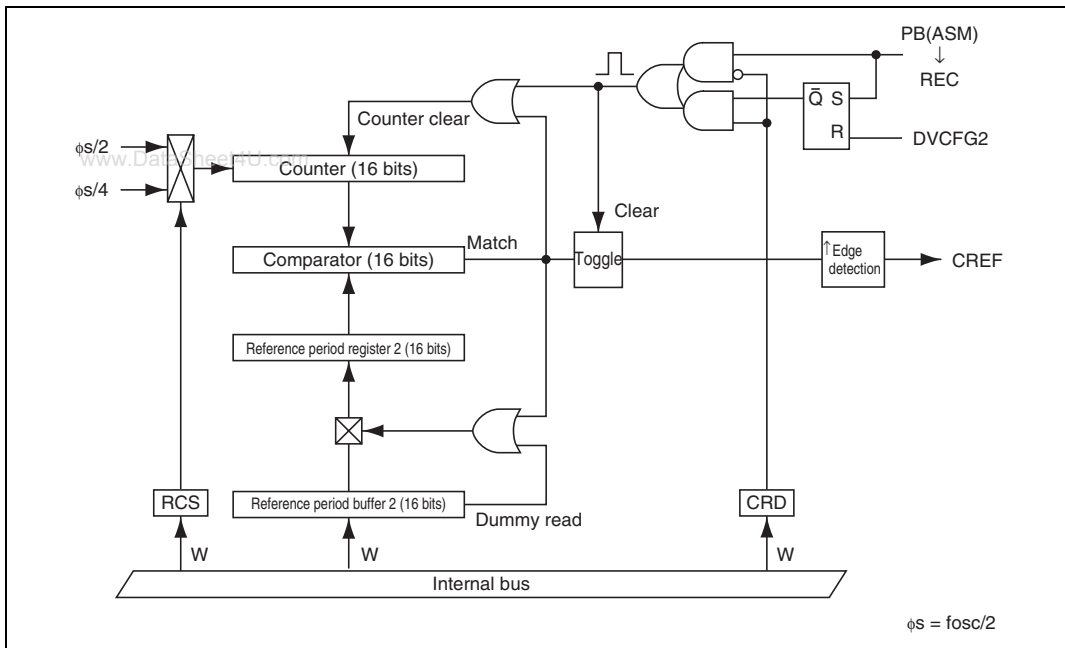 PB(ASM)
↓
REC
Q̄ S
R
DVCFG2
Counter clear
φs/2
www.DataSheet4U.com
φs/4
Counter (16 bits)
Clear
Match
Comparator (16 bits)
Toggle
↑ Edge
detection
CREF
Reference period register 2 (16 bits)
RCS
Reference period buffer 2 (16 bits)
CRD
Dummy read
W
W
W
Internal bus
φs = fosc/2